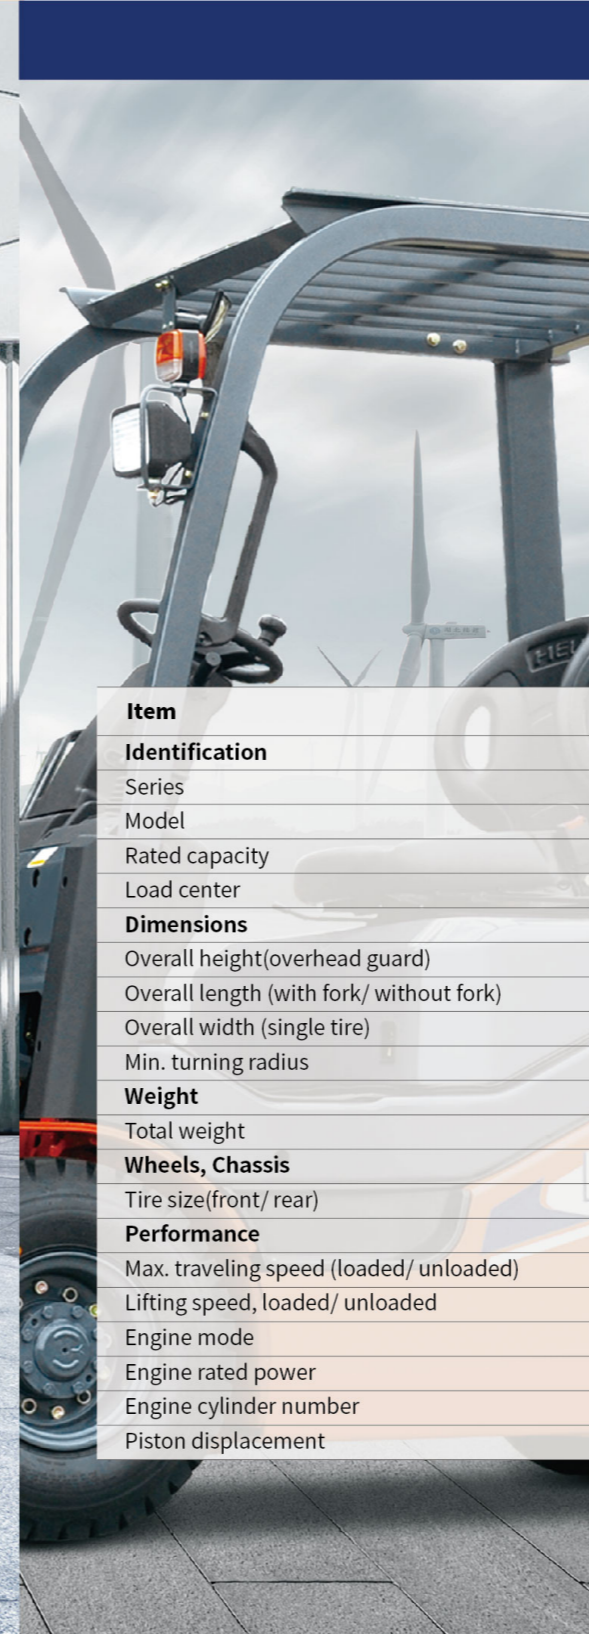 Item
Identification
Series
Model
Rated capacity
Load center
Dimensions
Overall height(overhead guard)
Overall length (with fork/ without fork)
Overall width (single tire)
Min. turning radius
Weight
Total weight
Wheels, Chassis
Tire size(front/ rear)
Performance
Max. traveling speed (loaded/ unloaded)
Lifting speed, loaded/ unloaded
Engine mode
Engine rated power
Engine cylinder number
Piston displacement